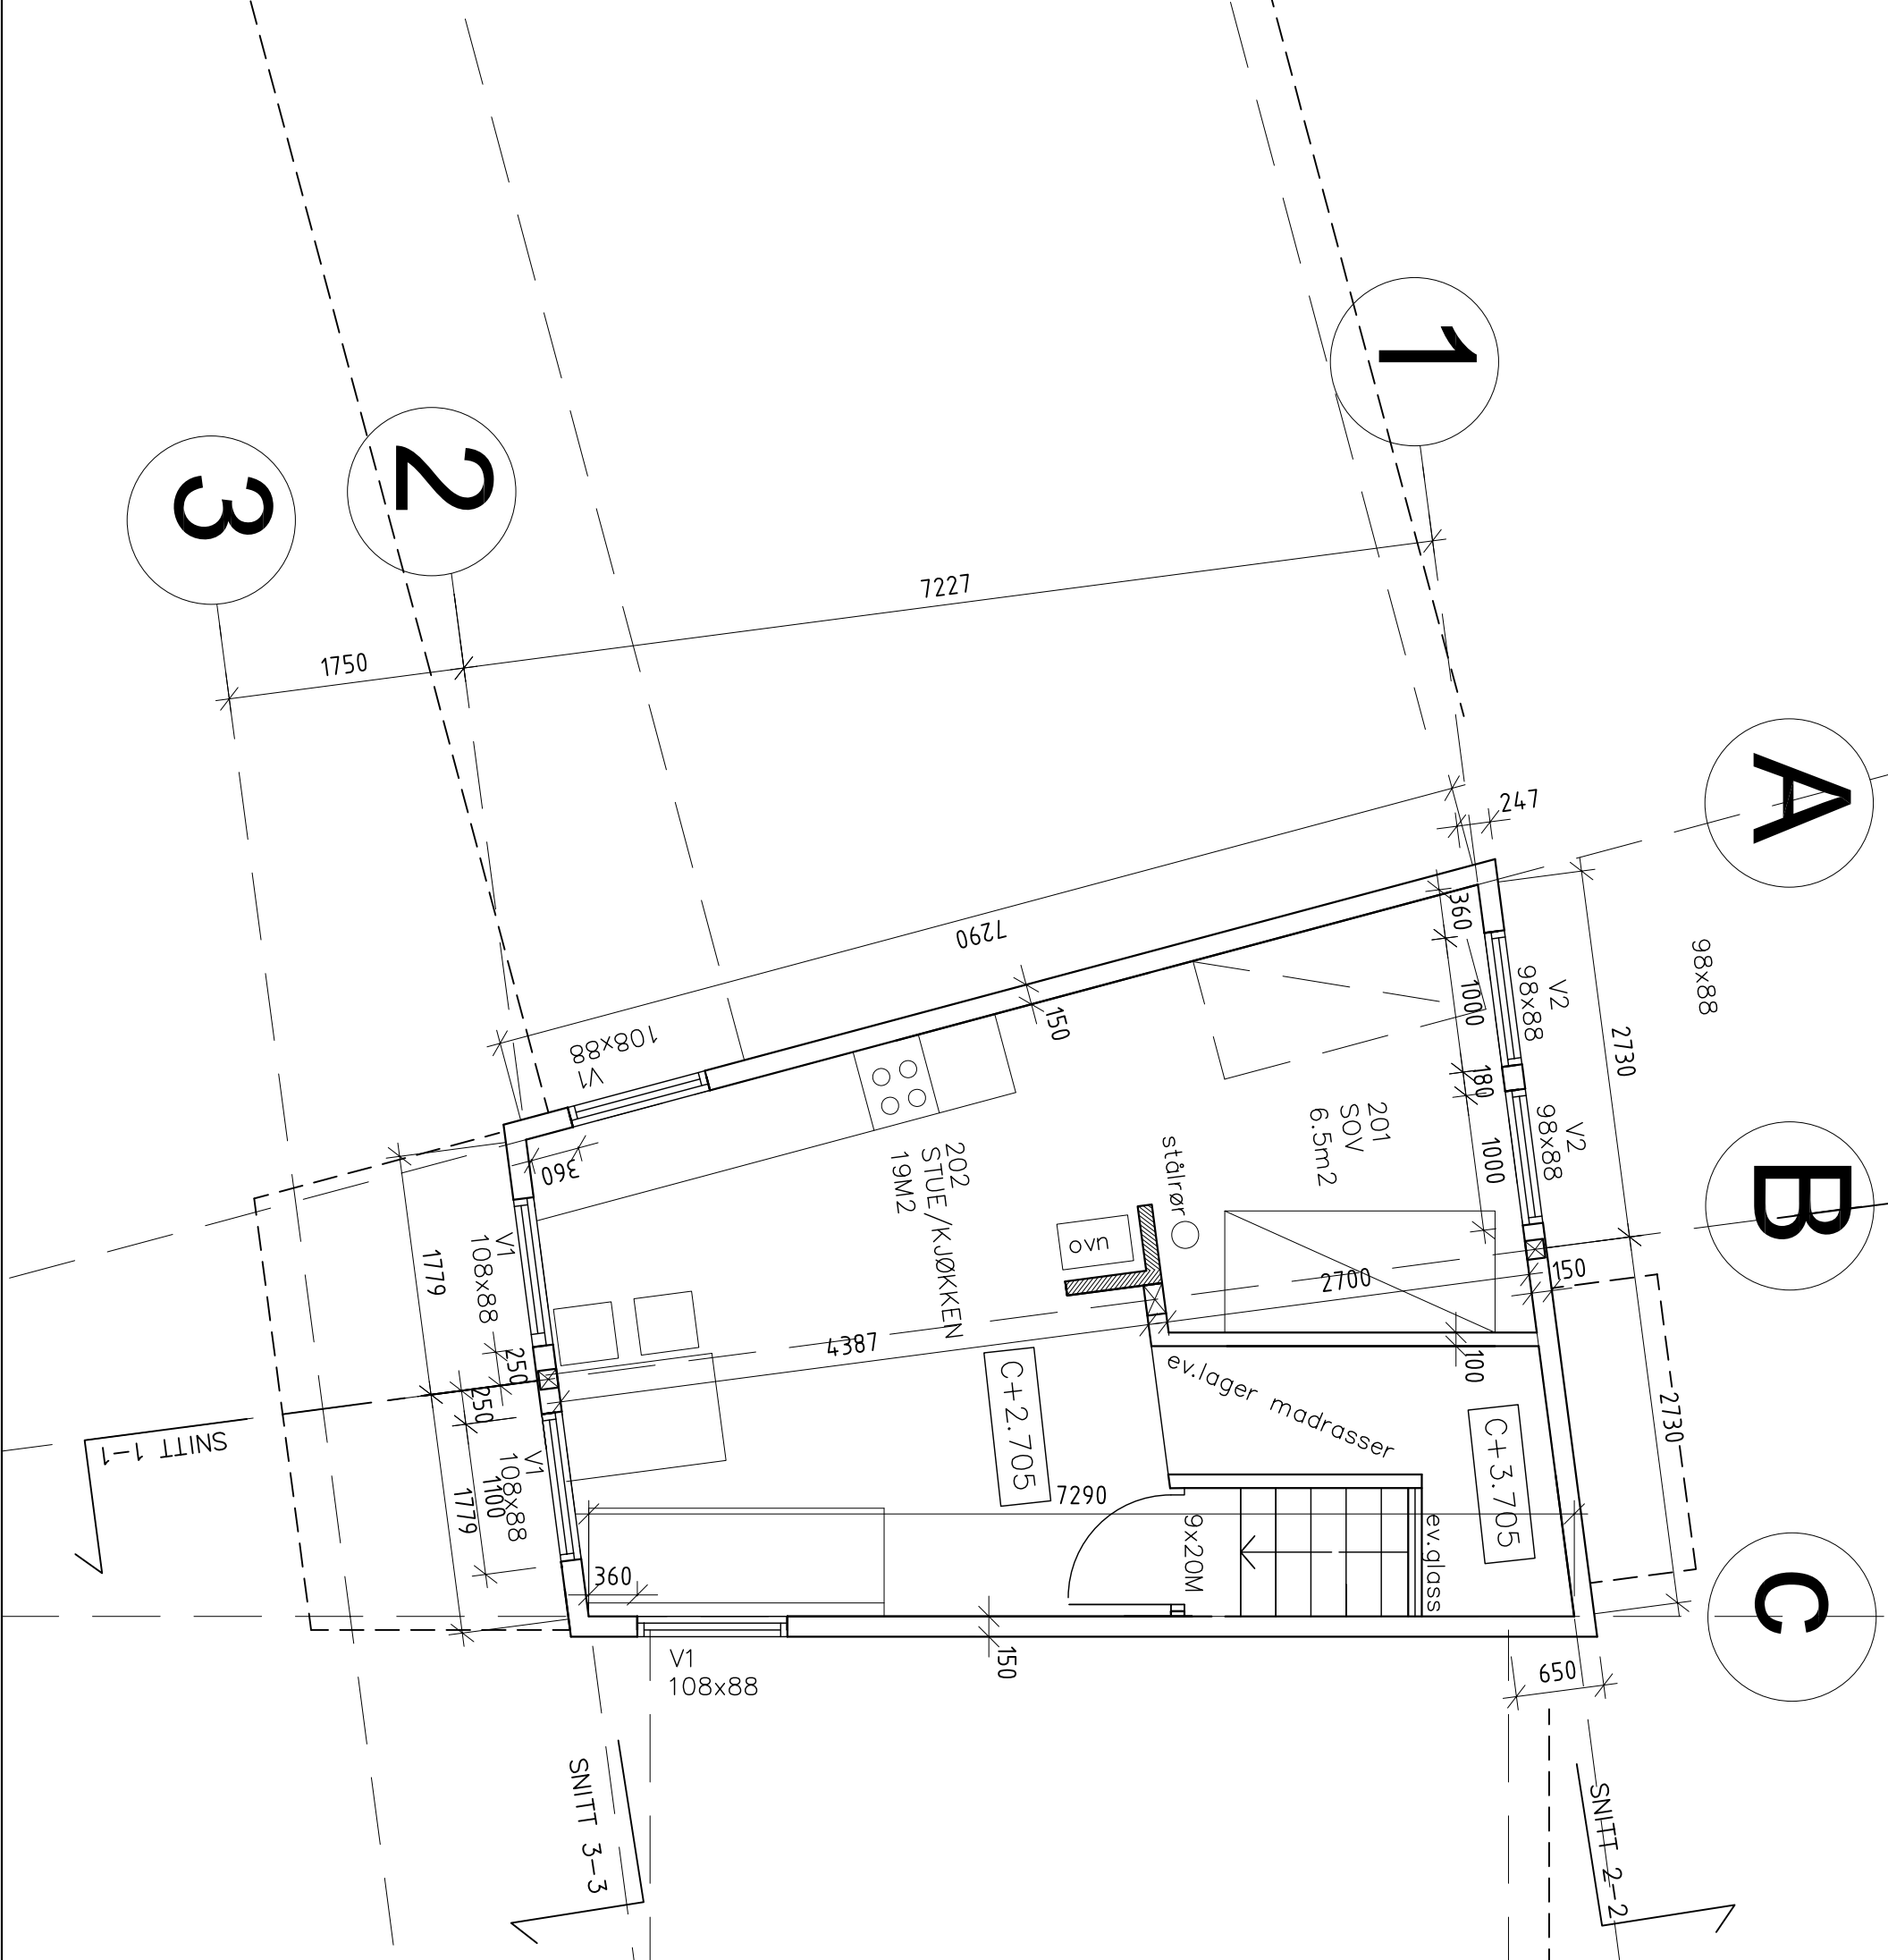 1
2
3
7227
1750
A
247
98x88
7290
360
V2
98x88
1000
2730
150
V1
108x88
180
V2
98x88
1000
B
360
201
SOV
6.5m2
202
STUE/KJØKKEN
19M2
stålrør
ovn
150
2700
4387
1779
V1
108x88
250
250
100
2730
C+2.705
ev.lager madrasser
C+3.705
SNITT 1-1
V1
108x88
1100
1779
7290
9x20M
ev.glass
C
360
V1
108x88
150
650
SNITT 3-3
SNITT 2-2